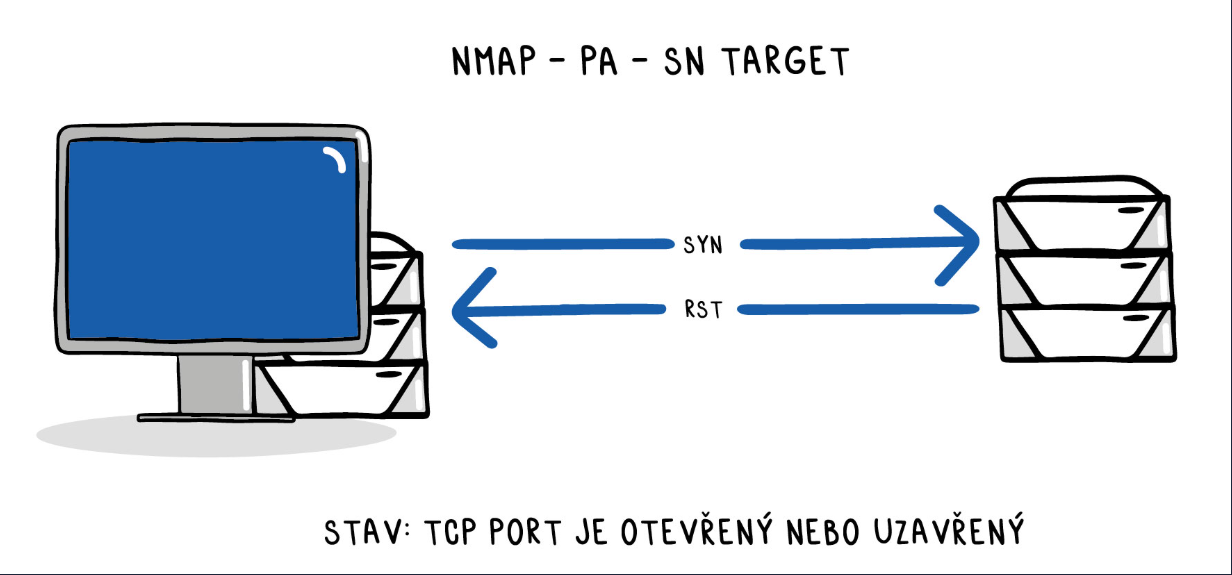 NMAP - PA - SN TARGET
SYN
RST
STAV: TCP PORT JE OTEVŘENÝ NEBO UZAVŘENÝ